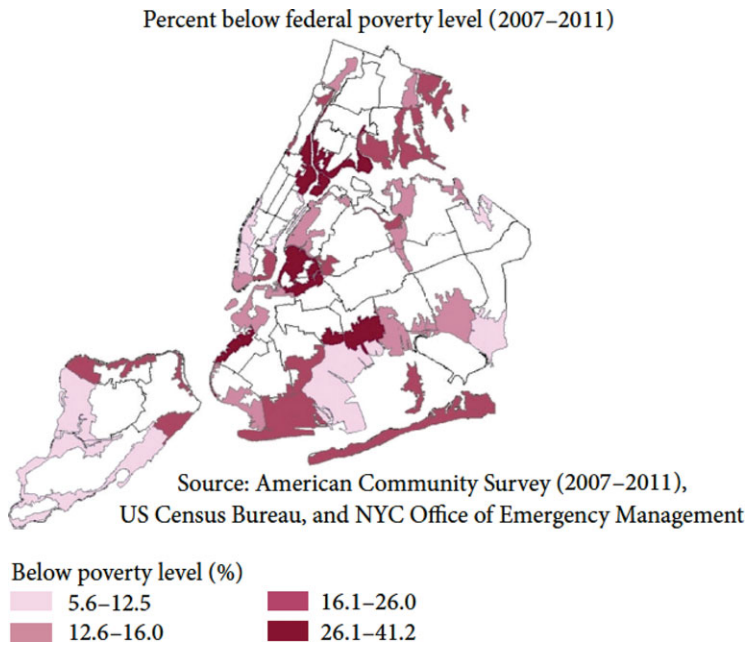 Percent below federal poverty level (2007–2011)
Source: American Community Survey (2007–2011),
US Census Bureau, and NYC Office of Emergency Management
Below poverty level (%)
5.6–12.5
16.1–26.0
12.6–16.0
26.1–41.2